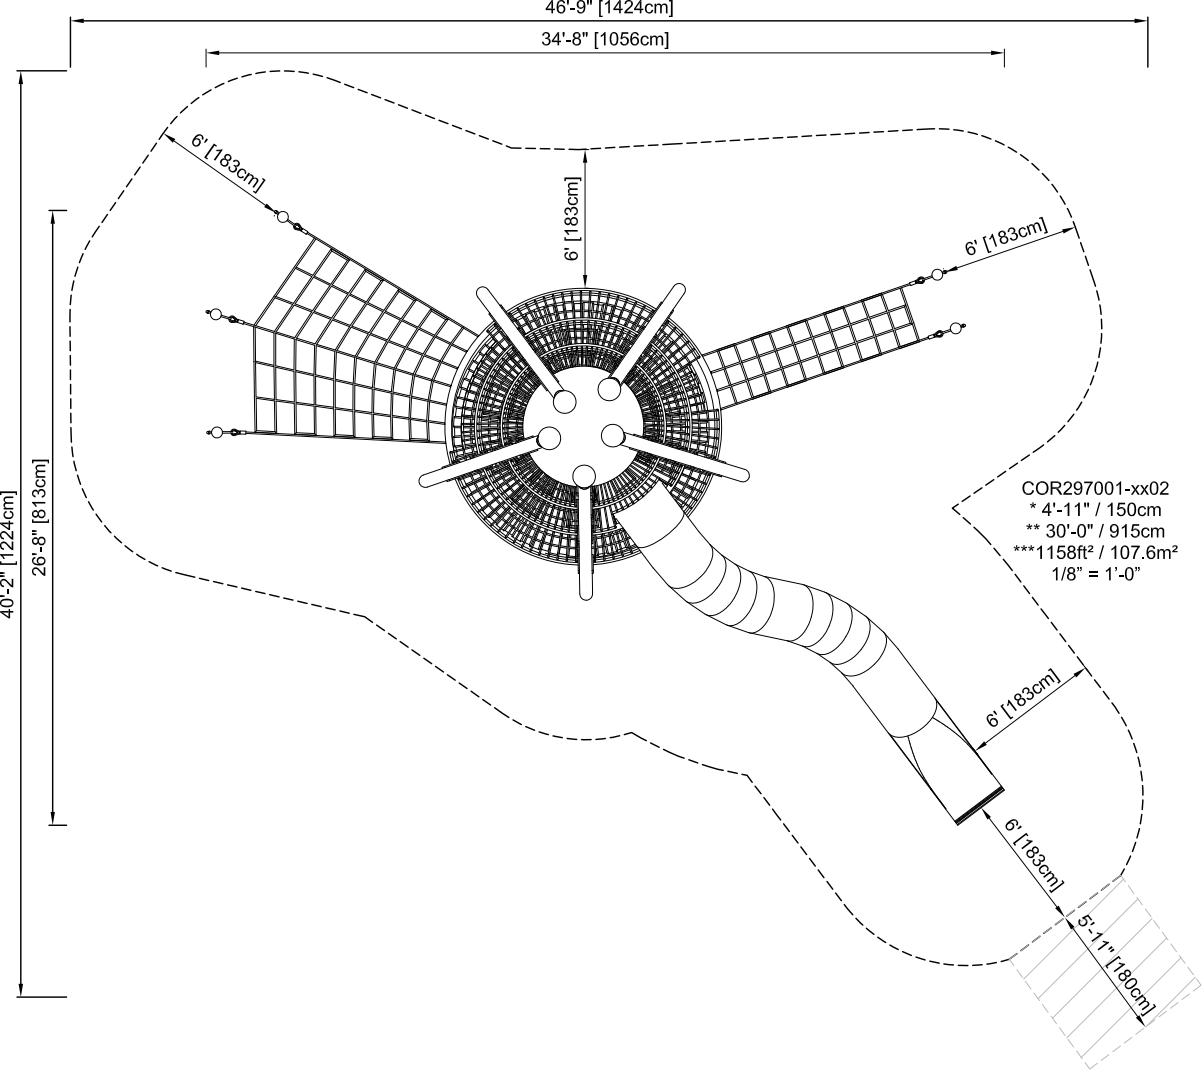 46'-9" [1424cm]
34'-8" [1056cm]
6' [183cm]
6' [183cm]
6' [183cm]
COR297001-xx02
* 4'-11" / 150cm
** 30'-0" / 915cm
***1158ft² / 107.6m²
1/8” = 1’-0”
26'-8" [813cm]
40'-2" [1224cm]
6' [183cm]
6' [183cm]
5'-11" [180cm]